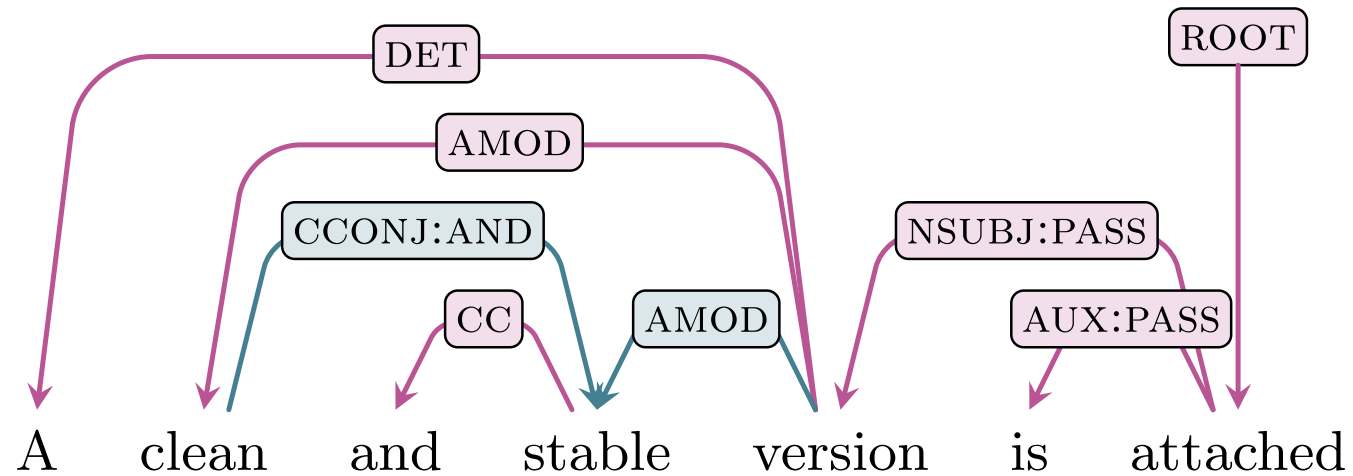 ROOT
DET
AMOD
CCONJ:AND NSUBJ:PASS
CC AMOD AUX:PASS
A clean and stable version is attached